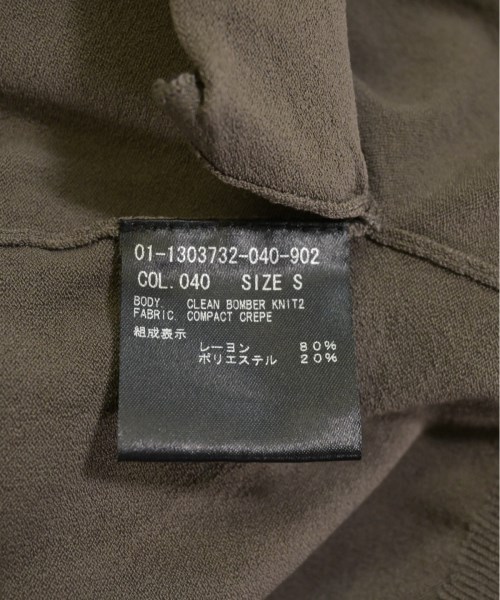 01-1303732-040-902
COL.040 SIZE S
BODY. CLEAN BOMBER KNIT2
FABRIC. COMPACT CREPE
組成表示
レーヨン 80%
ポリエステル 20%